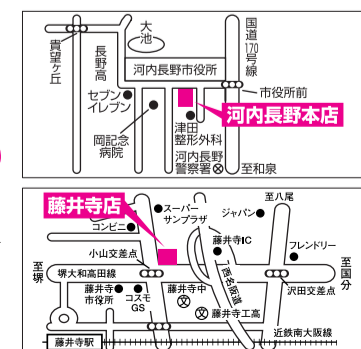 大池
国道170号線
貴望ヶ丘
長野高
河内長野市役所
市役所前
セブン
イレブン
河内長野本店
岡記念
病院
津田
整形外科
河内長野
警察署
至和泉
藤井寺店
至八尾
スーパー
サンプラザ
ジャパン
コンビニ
藤井寺IC
フレンドリー
小山交差点
至堺
堺大和高田線
西名阪道
至国分
藤井寺
市役所
コスモ
GS
藤井寺中
文
沢田交差点
文
藤井寺工高
近鉄南大阪線
藤井寺駅